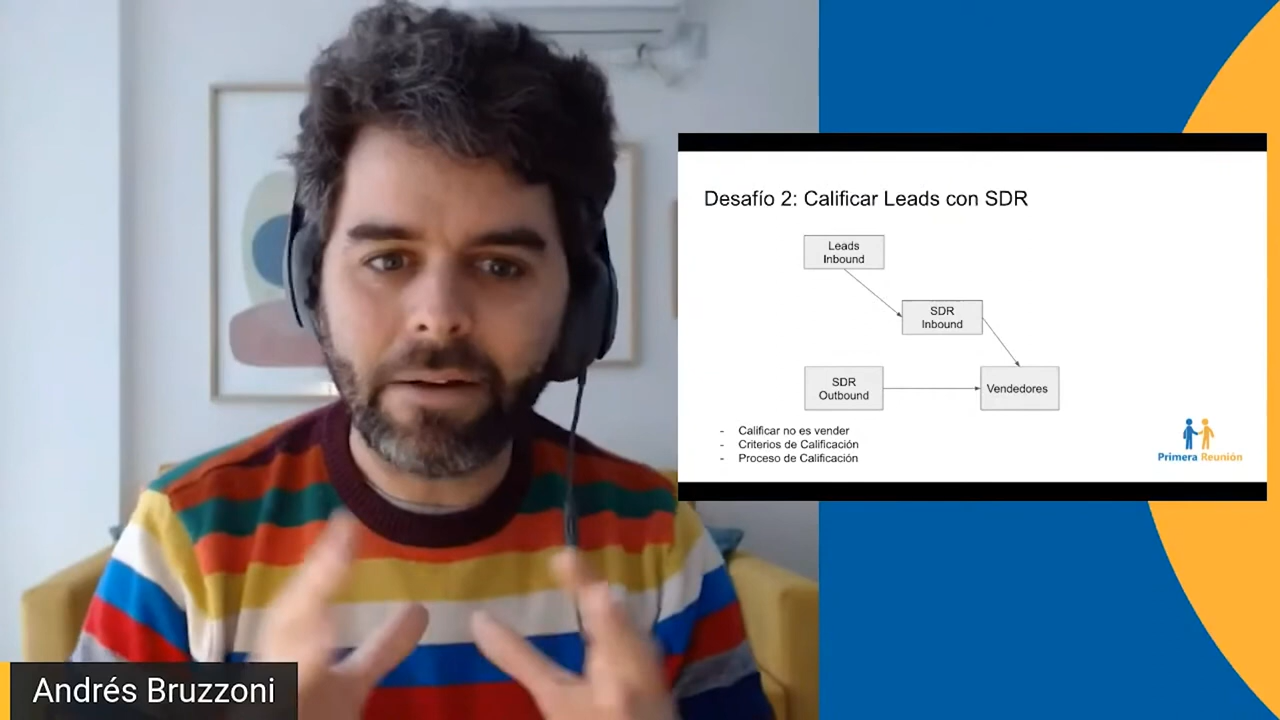 Desafío 2: Calificar Leads con SDR
Leads
Inbound
SDR
Inbound
SDR
Outbound
Vendedores
- Calificar no es vender
- Criterios de Calificación
- Proceso de Calificación
Primera Reunión
Andrés Bruzzoni